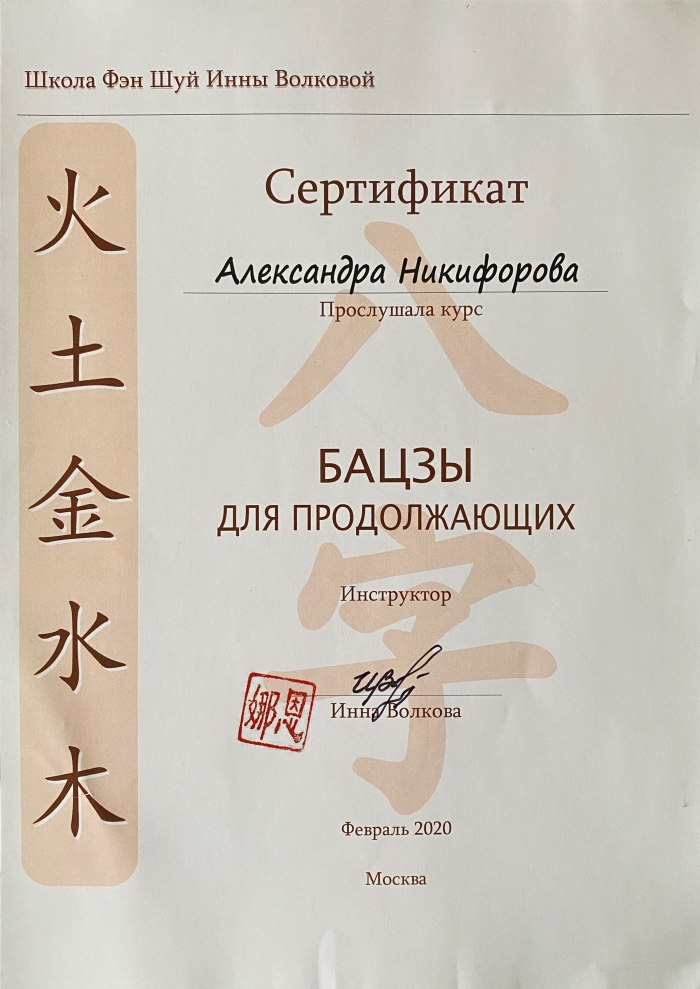 Школа Фэн Шуй Инны Волковой
火
土
金
水
木
Сертификат
Александра Никифорова
Прослушала курс
八
字
БАЦЗЫ
ДЛЯ ПРОДОЛЖАЮЩИХ
Инструктор
恩
娜
Инна Волкова
Февраль 2020
Москва